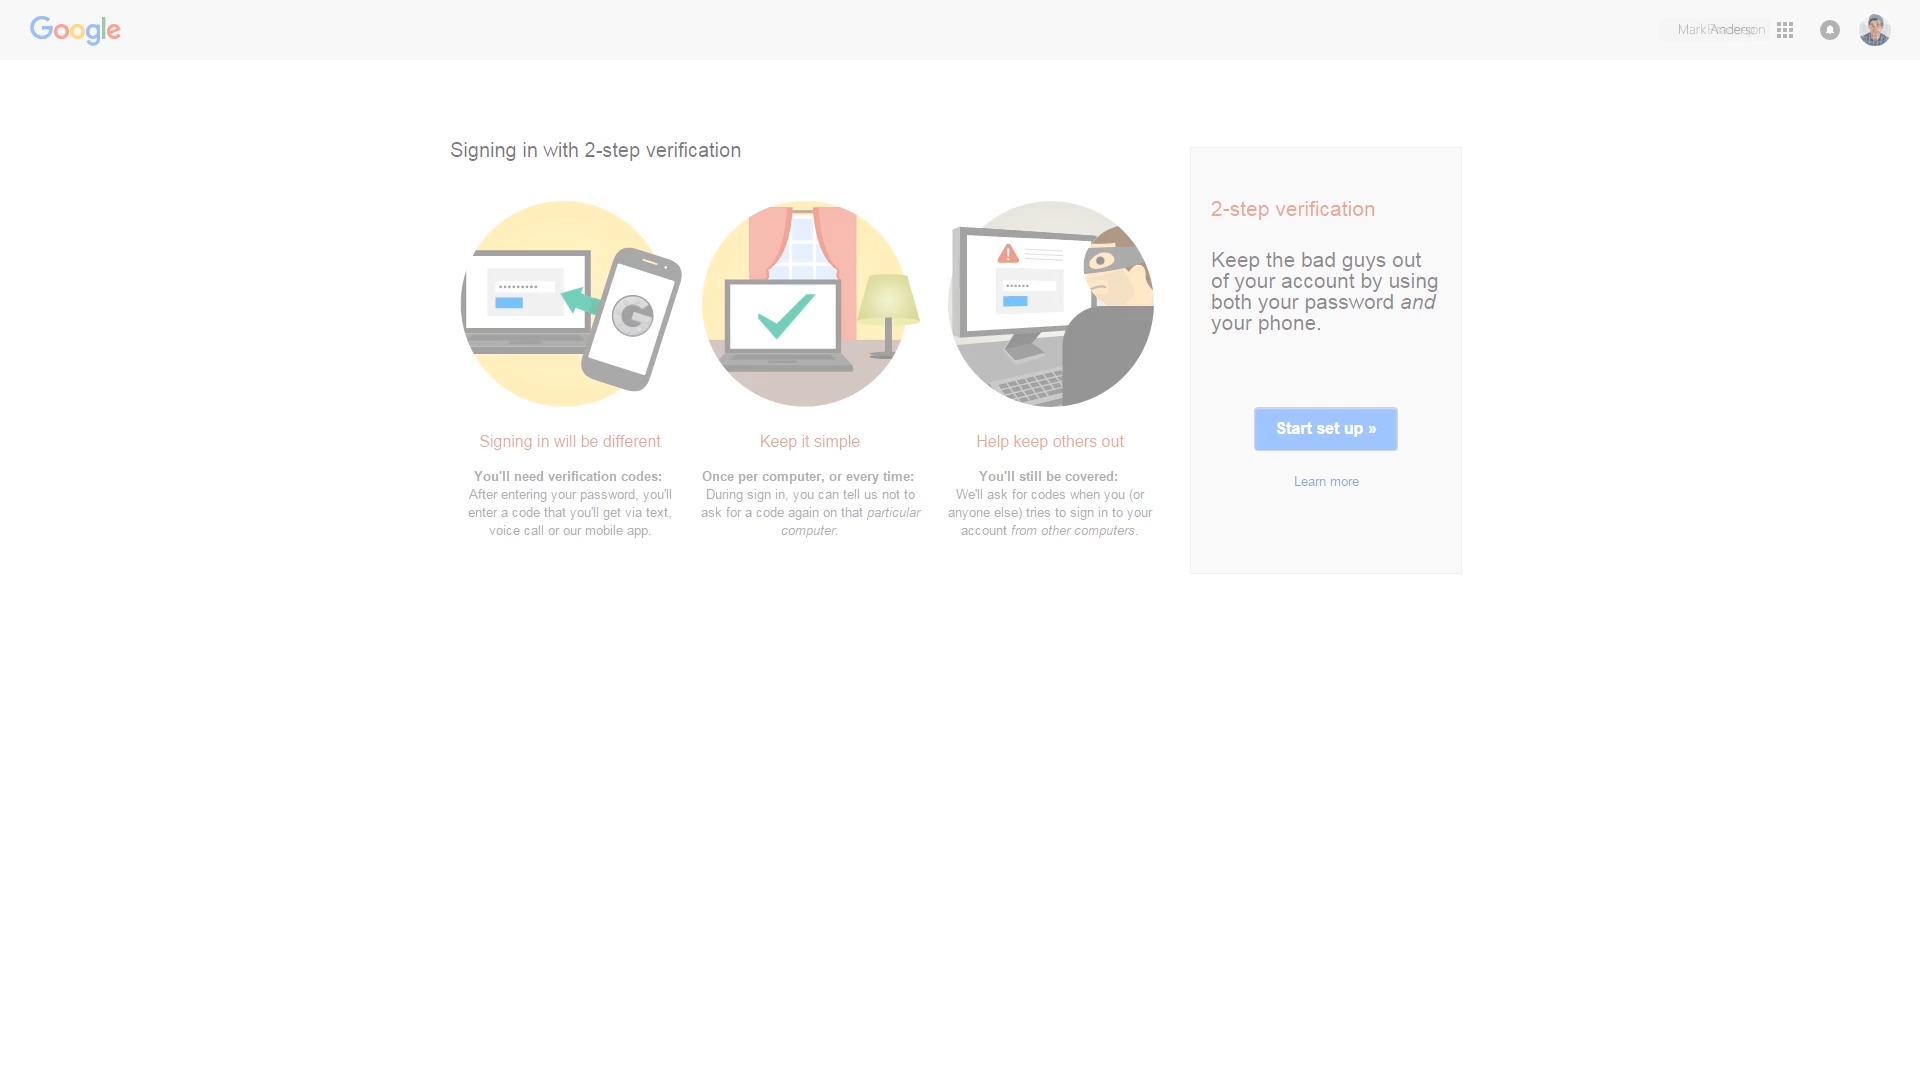 Google
Mark
Signing in with 2-step verification
Signing in will be different
You'll need verification codes:
After entering your password, you'll
enter a code that you'll get via text,
voice call or our mobile app.
Keep it simple
Once per computer, or every time:
During sign in, you can tell us not to
ask for a code again on that particular
computer.
Help keep others out
You'll still be covered:
We'll ask for codes when you (or
anyone else) tries to sign in to your
account from other computers.
2-step verification
Keep the bad guys out
of your account by using
both your password and
your phone.
Start set up »
Learn more